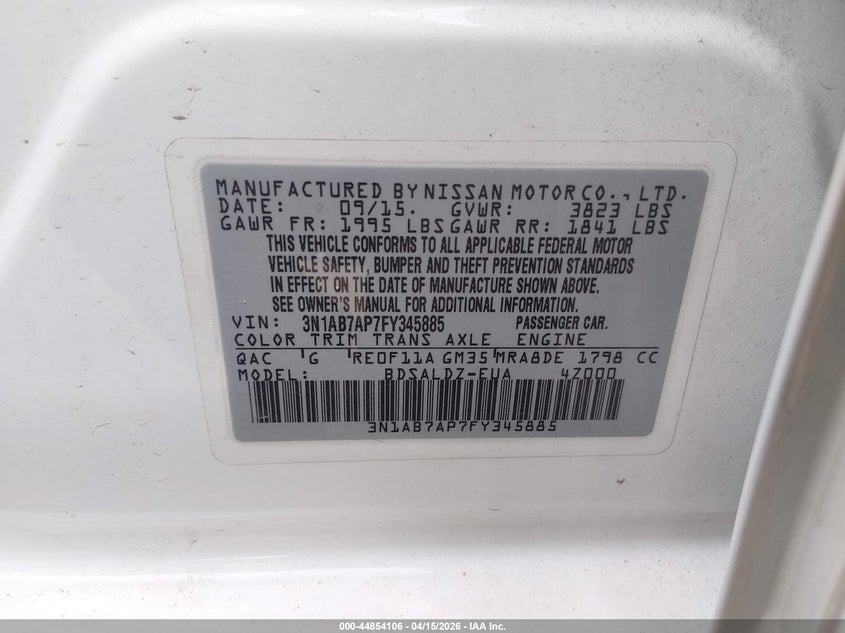 MANUFACTURED BY NISSAN MOTOR CO., LTD.
DATE: 09/15. GVWR: 3823 LBS
GAWR FR: 1995 LBS GAWR RR: 1841 LBS
THIS VEHICLE CONFORMS TO ALL APPLICABLE FEDERAL MOTOR
VEHICLE SAFETY, BUMPER AND THEFT PREVENTION STANDARDS
IN EFFECT ON THE DATE OF MANUFACTURE SHOWN ABOVE.
SEE OWNER'S MANUAL FOR ADDITIONAL INFORMATION.
VIN: 3N1AB7AP7FY345885 PASSENGER CAR.
COLOR TRIM TRANS AXLE ENGINE
QAC G RE0F11A GM35 MRA8DE 1798 CC
MODEL: BDSALDZ-EUA 4Z000
3N1AB7AP7FY345885
000-44854106 - 04/15/2026 - IAA Inc.